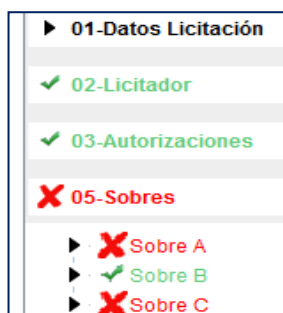 01-Datos Licitación
02-Licitador
03-Autorizaciones
05-Sobres
Sobre A
Sobre B
Sobre C